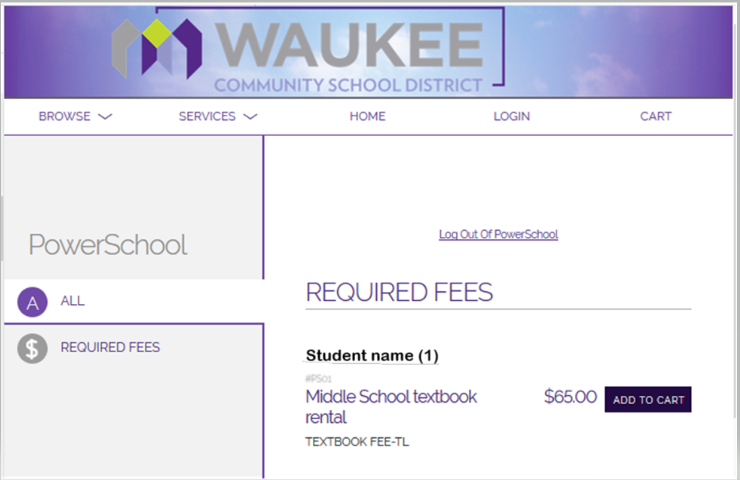 WAUKEE
COMMUNITY SCHOOL DISTRICT
BROWSE SERVICES HOME LOGIN CART
PowerSchool
Log Out Of PowerSchool
A ALL
REQUIRED FEES
$ REQUIRED FEES
Student name (1)
#PS01
Middle School textbook $65.00 ADD TO CART
rental
TEXTBOOK FEE-TL